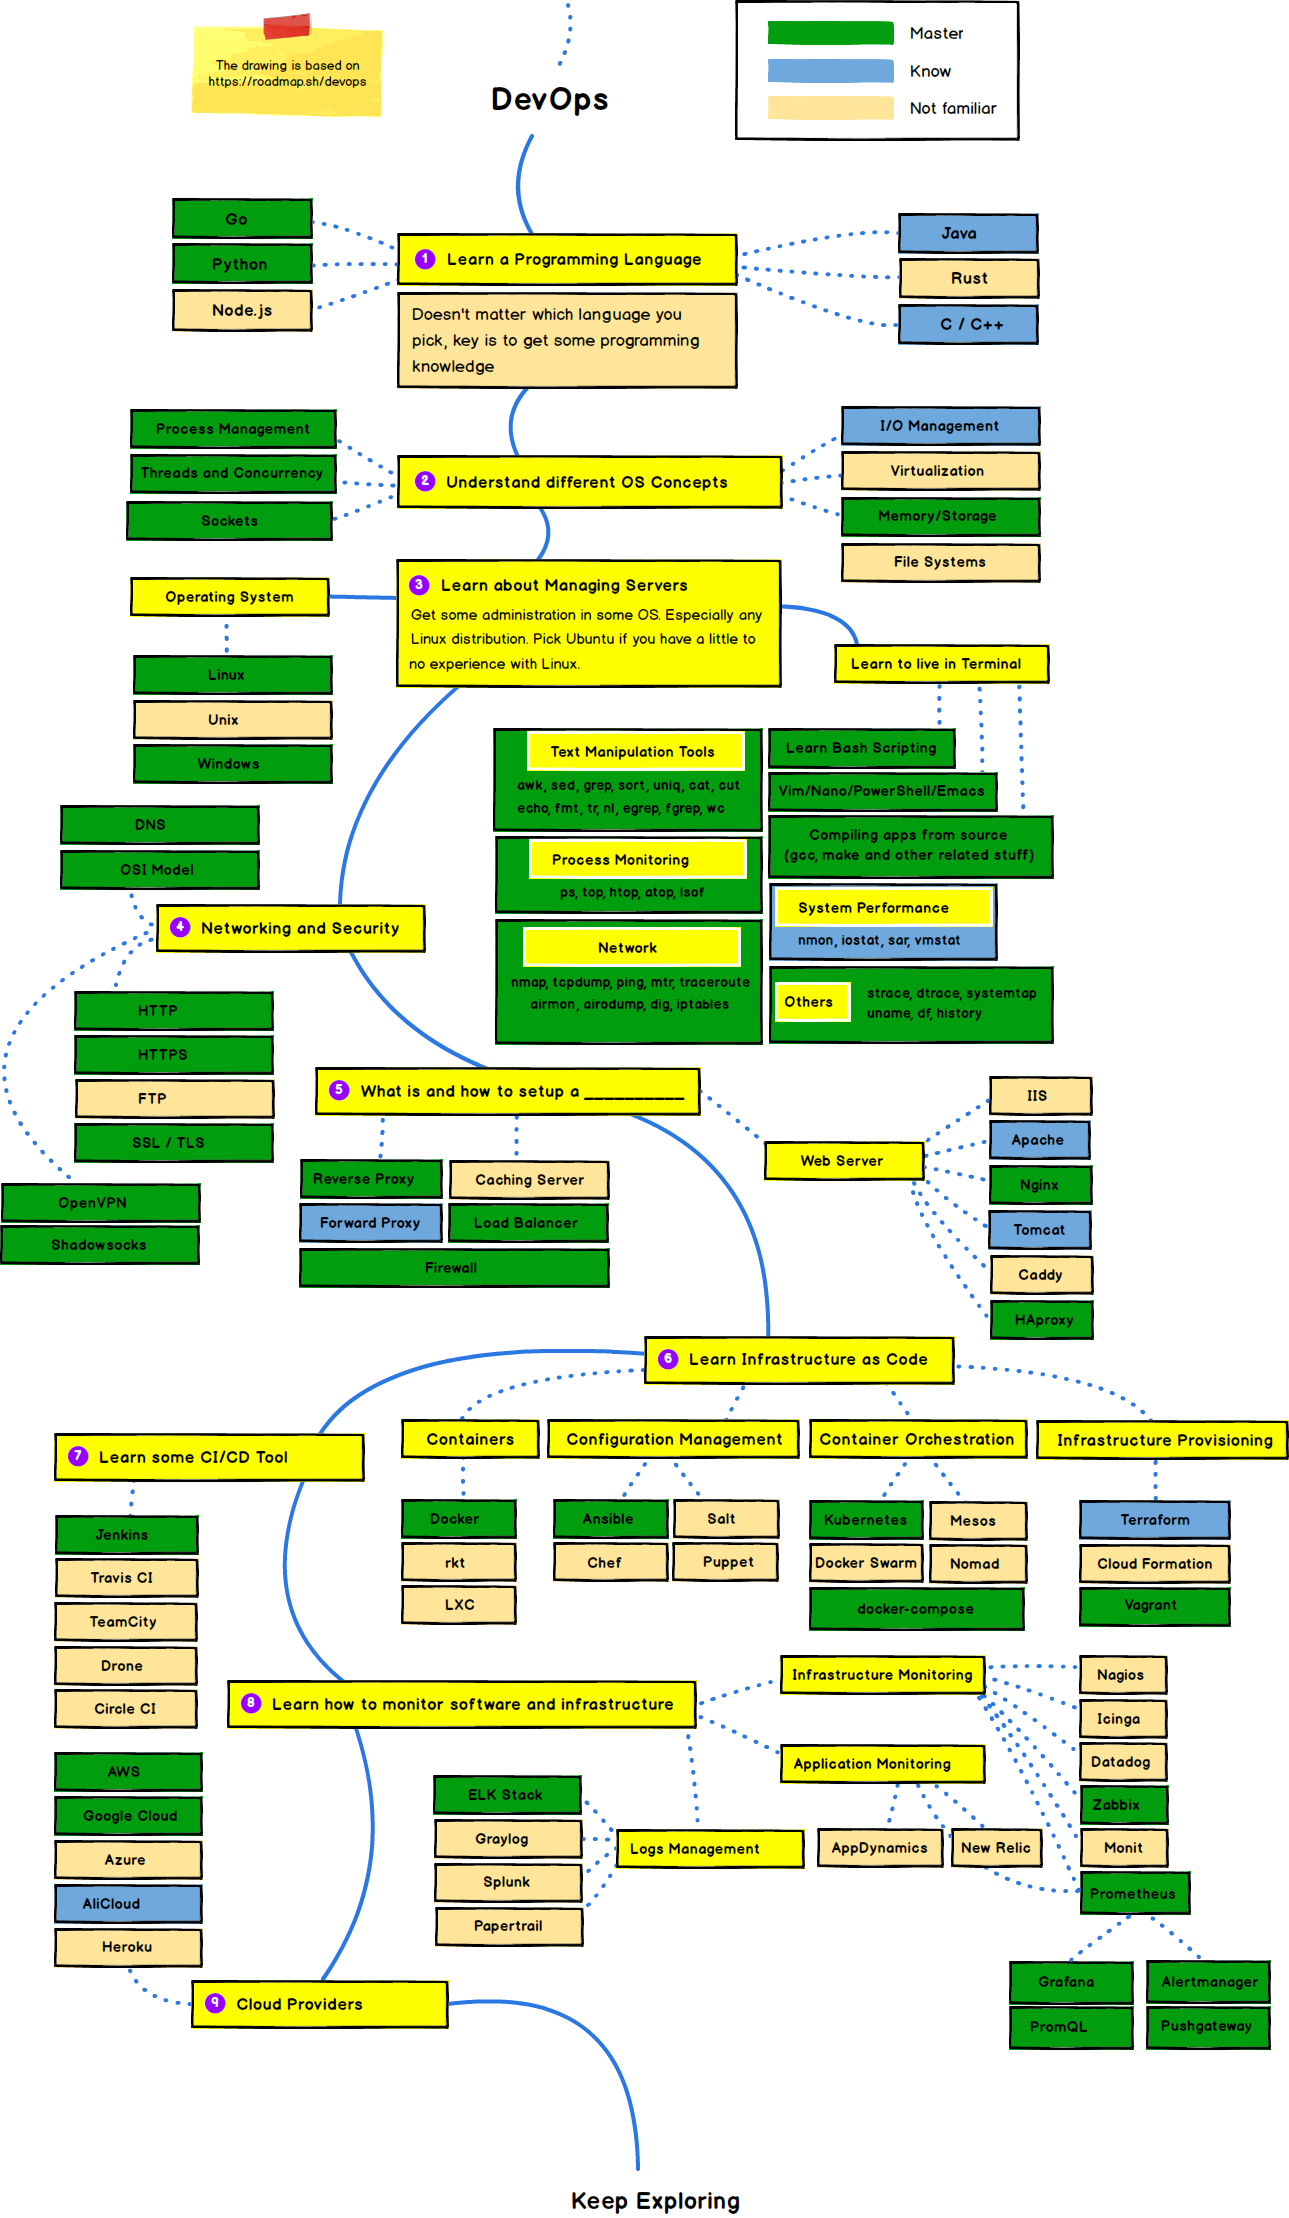 The drawing is based on
https://roadmap.sh/devops
DevOps
Master
Know
Not familiar
Go
Python
Node.js
1 Learn a Programming Language
Doesn't matter which language you
pick, key is to get some programming
knowledge
Java
Rust
C / C++
Process Management
Threads and Concurrency
Sockets
2 Understand different OS Concepts
I/O Management
Virtualization
Memory/Storage
File Systems
3 Learn about Managing Servers
Get some administration in some OS. Especially any
Linux distribution. Pick Ubuntu if you have a little to
no experience with Linux.
Operating System
Linux
Unix
Windows
Learn to live in Terminal
Text Manipulation Tools
awk, sed, grep, sort, uniq, cat, cut
echo, fmt, tr, nl, egrep, fgrep, wc
Process Monitoring
ps, top, htop, atop, lsof
Network
nmap, tcpdump, ping, mtr, traceroute
airmon, airodump, dig, iptables
Learn Bash Scripting
Vim/Nano/PowerShell/Emacs
Compiling apps from source
(gcc, make and other related stuff)
System Performance
nmon, iostat, sar, vmstat
Others
strace, dtrace, systemtap
uname, df, history
DNS
OSI Model
4 Networking and Security
HTTP
HTTPS
FTP
SSL / TLS
OpenVPN
Shadowsocks
5 What is and how to setup a __________
Reverse Proxy
Caching Server
Forward Proxy
Load Balancer
Firewall
Web Server
IIS
Apache
Nginx
Tomcat
Caddy
HAproxy
6 Learn Infrastructure as Code
Containers
Docker
rkt
LXC
Configuration Management
Ansible
Salt
Chef
Puppet
Container Orchestration
Kubernetes
Mesos
Docker Swarm
Nomad
docker-compose
Infrastructure Provisioning
Terraform
Cloud Formation
Vagrant
7 Learn some CI/CD Tool
Jenkins
Travis CI
TeamCity
Drone
Circle CI
8 Learn how to monitor software and infrastructure
Infrastructure Monitoring
Nagios
Icinga
Datadog
Zabbix
Monit
Prometheus
Grafana
Alertmanager
PromQL
Pushgateway
Application Monitoring
AppDynamics
New Relic
Logs Management
ELK Stack
Graylog
Splunk
Papertrail
AWS
Google Cloud
Azure
AliCloud
Heroku
9 Cloud Providers
Keep Exploring